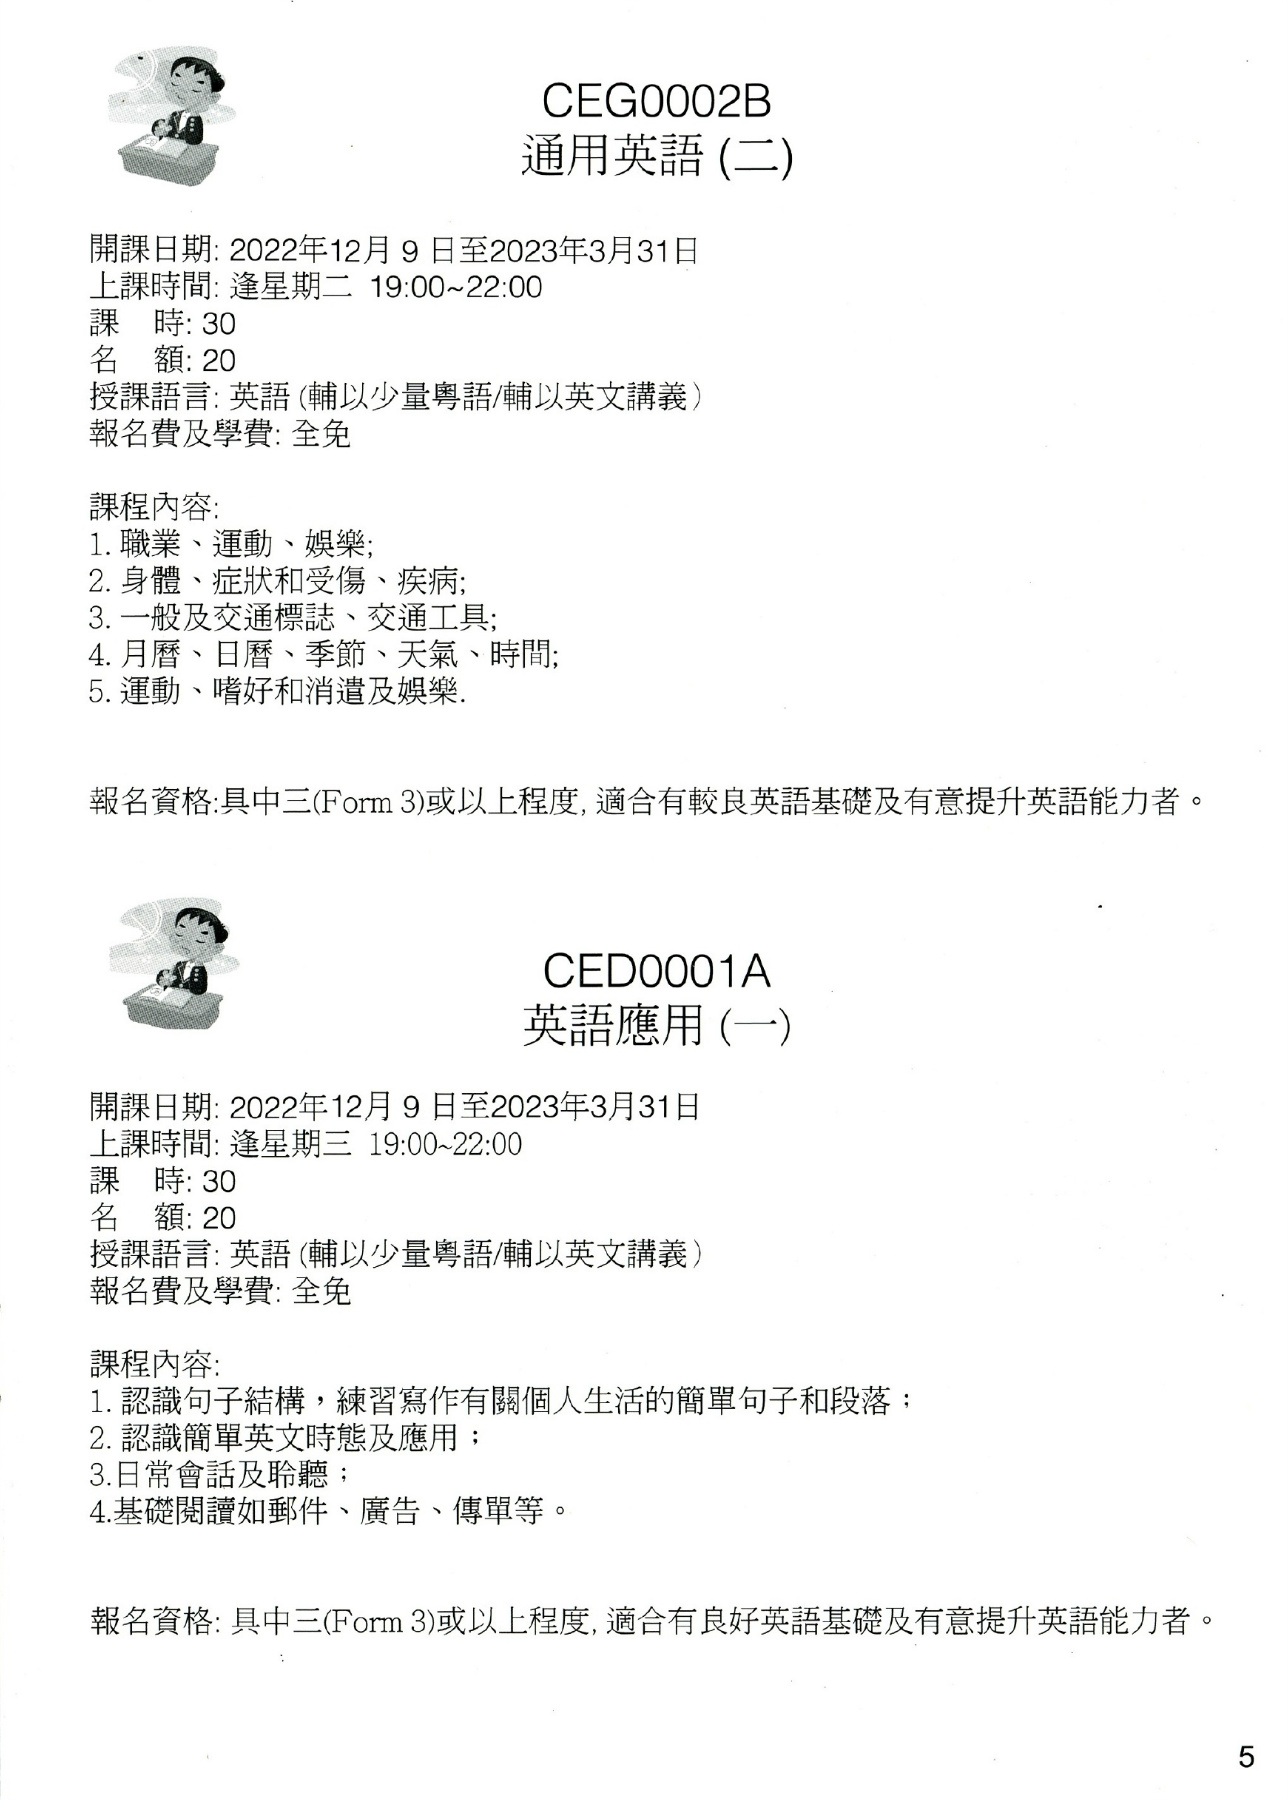 CEG0002B
通用英語 (二)
開課日期: 2022年12月 9 日至2023年3月31日
上課時間: 逢星期二 19:00~22:00
課 時: 30
名 額: 20
授課語言: 英語 (輔以少量粵語/輔以英文講義）
報名費及學費: 全免
課程內容:
1. 職業、運動、娛樂;
2. 身體、症狀和受傷、疾病;
3. 一般及交通標誌、交通工具;
4. 月曆、日曆、季節、天氣、時間;
5. 運動、嗜好和消遣及娛樂.
報名資格:具中三(Form 3)或以上程度, 適合有較良英語基礎及有意提升英語能力者。
CED0001A
英語應用 (一)
開課日期: 2022年12月 9 日至2023年3月31日
上課時間: 逢星期三 19:00~22:00
課 時: 30
名 額: 20
授課語言: 英語 (輔以少量粵語/輔以英文講義）
報名費及學費: 全免
課程內容:
1. 認識句子結構，練習寫作有關個人生活的簡單句子和段落；
2. 認識簡單英文時態及應用；
3.日常會話及聆聽；
4.基礎閱讀如郵件、廣告、傳單等。
報名資格: 具中三(Form 3)或以上程度, 適合有良好英語基礎及有意提升英語能力者。
5